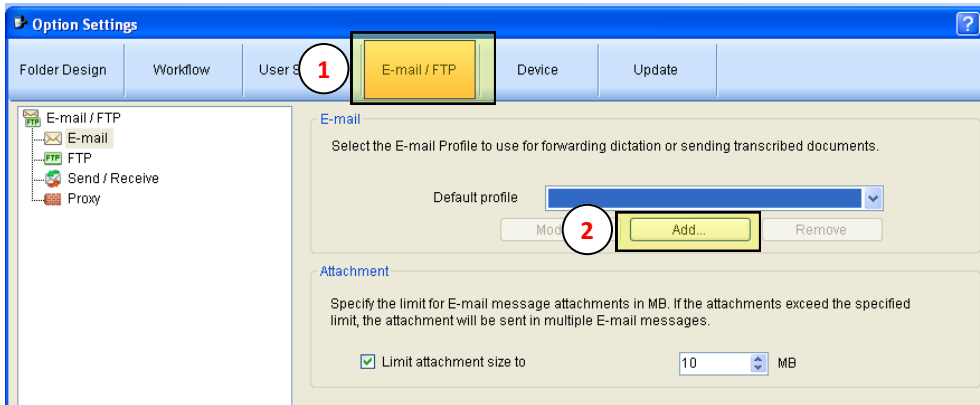 Option Settings
?
Folder Design
Workflow
User S
1
E-mail / FTP
Device
Update
E-mail / FTP
E-mail
FTP
Send / Receive
Proxy
E-mail
Select the E-mail Profile to use for forwarding dictation or sending transcribed documents.
Default profile
Mod
2
Add...
Remove
Attachment
Specify the limit for E-mail message attachments in MB. If the attachments exceed the specified
limit, the attachment will be sent in multiple E-mail messages.
Limit attachment size to
10
MB